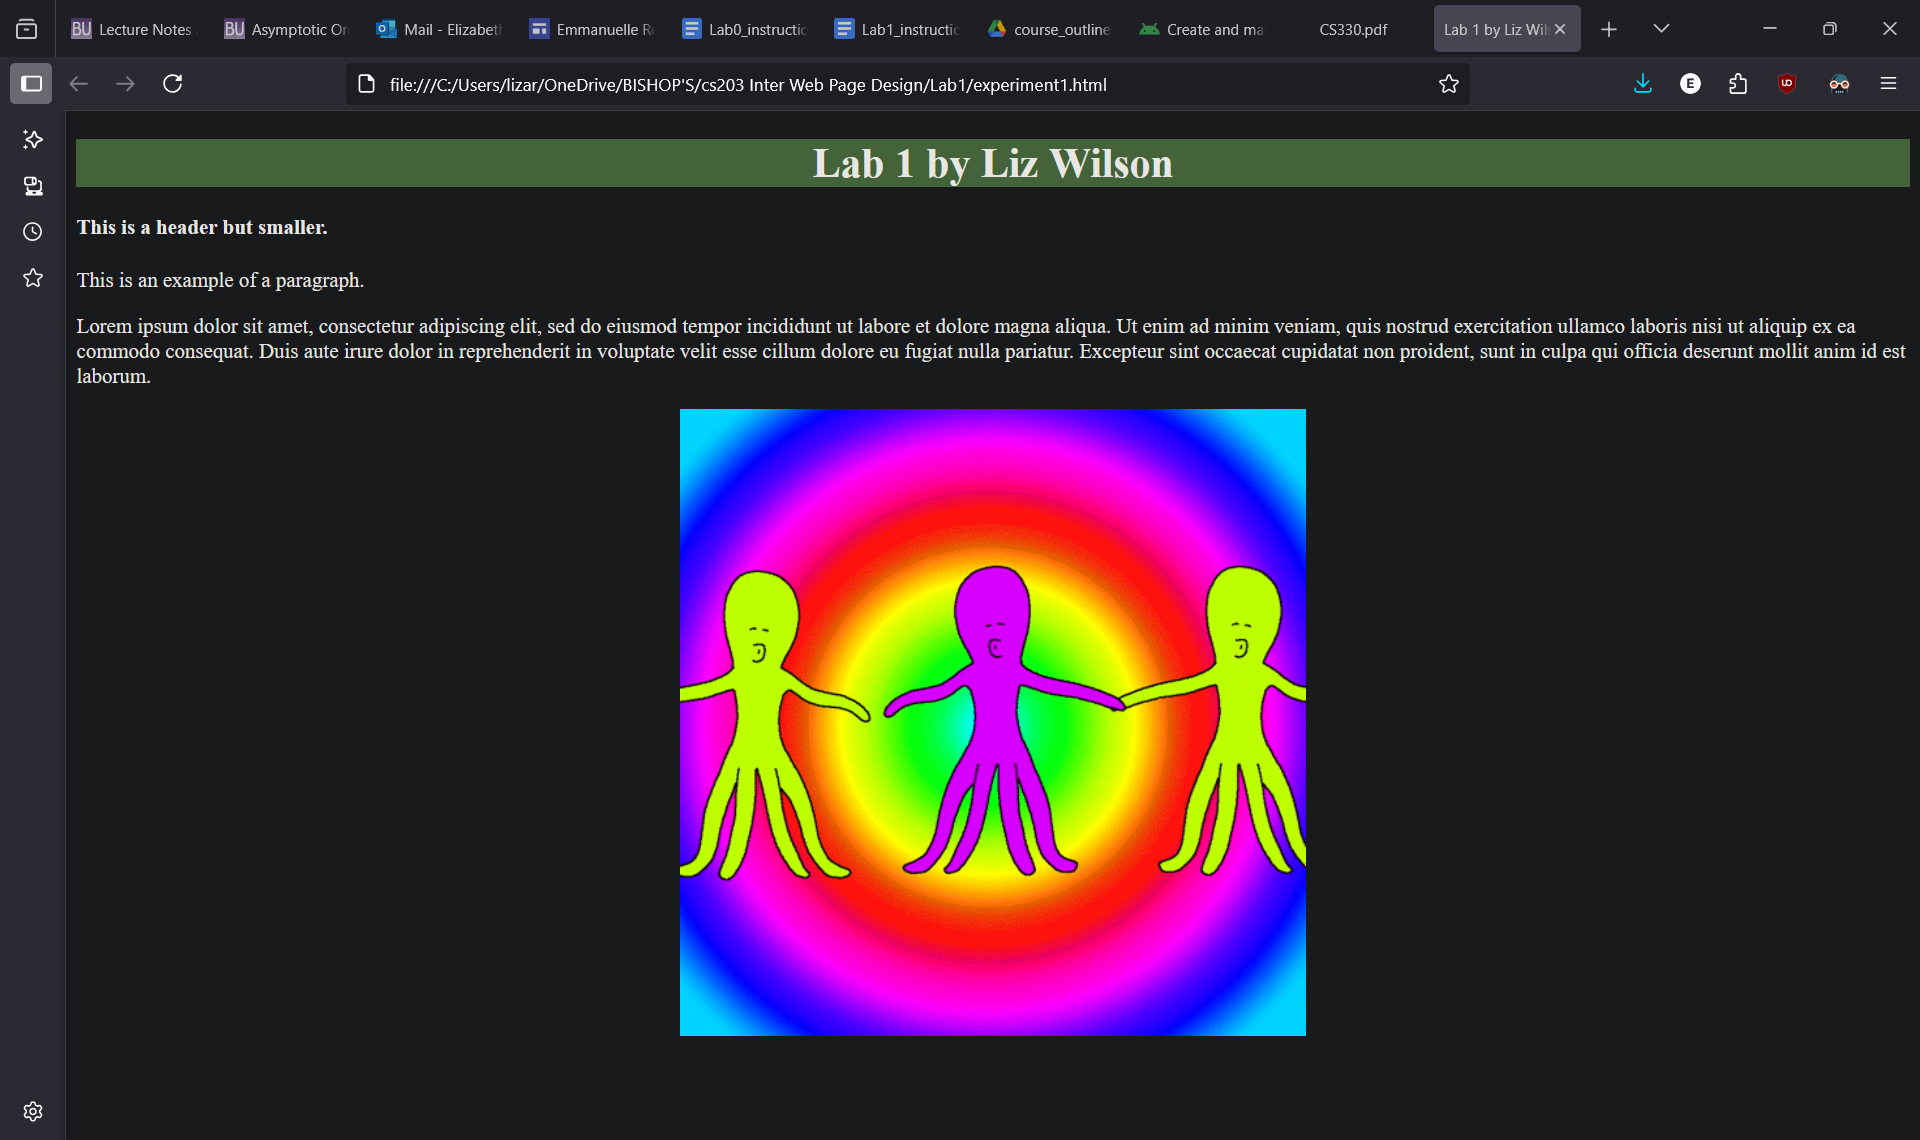 BU Lecture Notes
BU Asymptotic Or
Mail - Elizabeth
Emmanuelle R
Lab0_instructio
Lab1_instructio
course_outline
Create and ma
CS330.pdf
Lab 1 by Liz Wil
file:///C:/Users/lizar/OneDrive/BISHOP'S/cs203 Inter Web Page Design/Lab1/experiment1.html
E
Lab 1 by Liz Wilson
This is a header but smaller.
This is an example of a paragraph.
Lorem ipsum dolor sit amet, consectetur adipiscing elit, sed do eiusmod tempor incididunt ut labore et dolore magna aliqua. Ut enim ad minim veniam, quis nostrud exercitation ullamco laboris nisi ut aliquip ex ea
commodo consequat. Duis aute irure dolor in reprehenderit in voluptate velit esse cillum dolore eu fugiat nulla pariatur. Excepteur sint occaecat cupidatat non proident, sunt in culpa qui officia deserunt mollit anim id est
laborum.